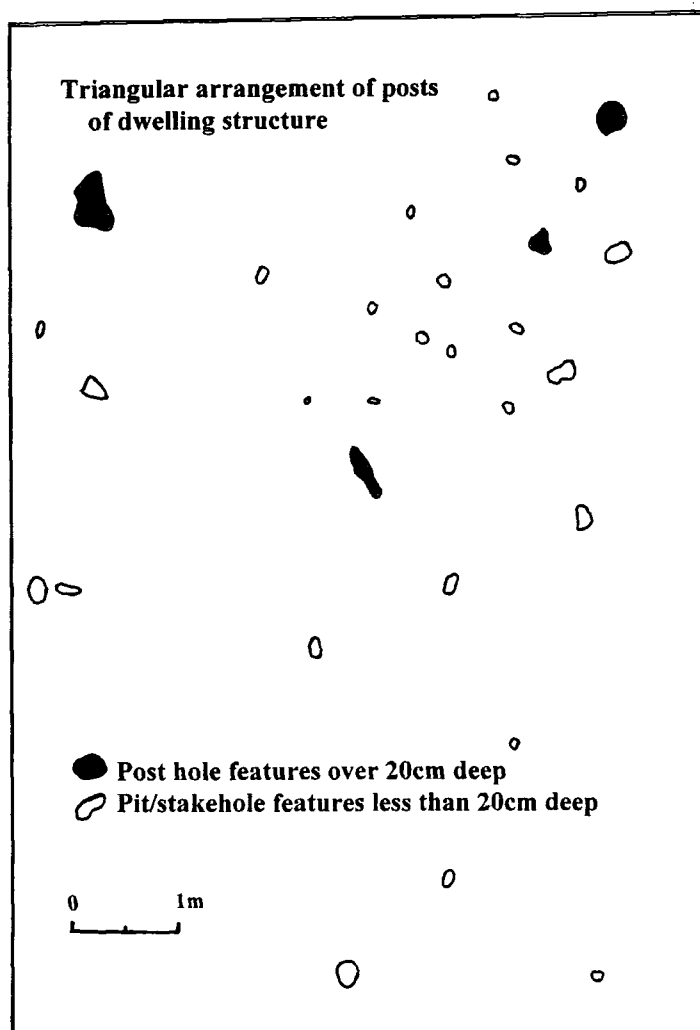 Triangular arrangement of posts
of dwelling structure
Post hole features over 20cm deep
Pit/stakehole features less than 20cm deep
0 1m